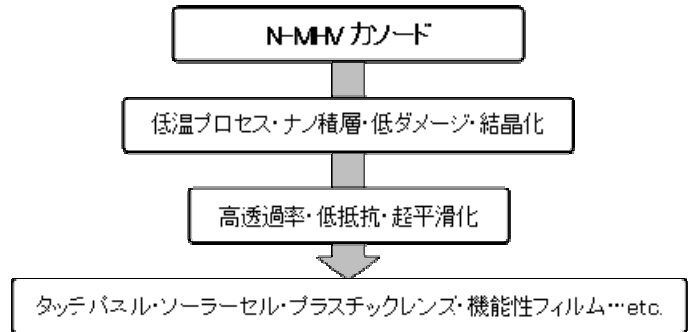 N-MHV カソード
低温プロセス・ナノ積層・低ダメージ・結晶化
高透過率・低抵抗・超平滑化
タッチパネル・ソーラーセル・プラスチックレンズ・機能性フィルム…etc.